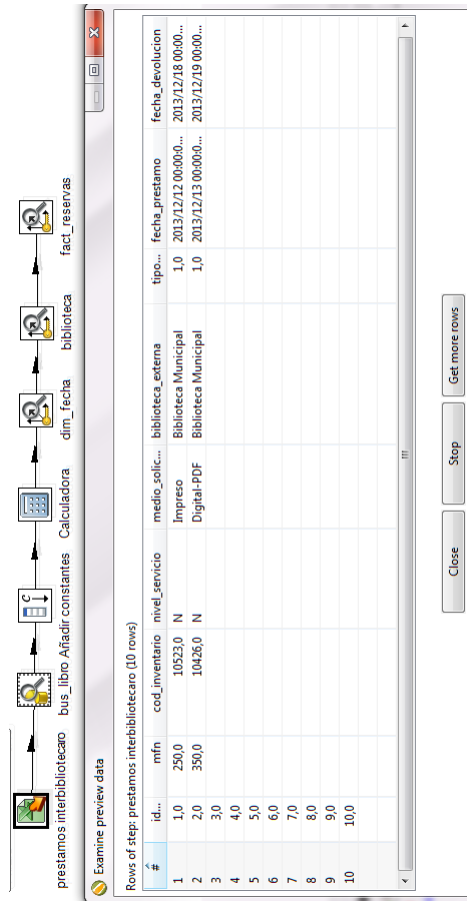 prestamos interbibliotecaro bus_libro Añadir constantes Calculadora dim_fecha biblioteca fact_reservas
Examine preview data
Rows of step: prestamos interbibliotecaro (10 rows)
# id... mfn cod_inventario nivel_servicio medio_solic... biblioteca_externa tipo... fecha_prestamo fecha_devolucion
1 1,0 250,0 10523,0 N Impreso Biblioteca Municipal 1,0 2013/12/12 00:00:0... 2013/12/18 00:00...
2 2,0 350,0 10426,0 N Digital-PDF Biblioteca Municipal 1,0 2013/12/13 00:00:0... 2013/12/19 00:00...
3 3,0
4 4,0
5 5,0
6 6,0
7 7,0
8 8,0
9 9,0
10 10,0
Close Stop Get more rows